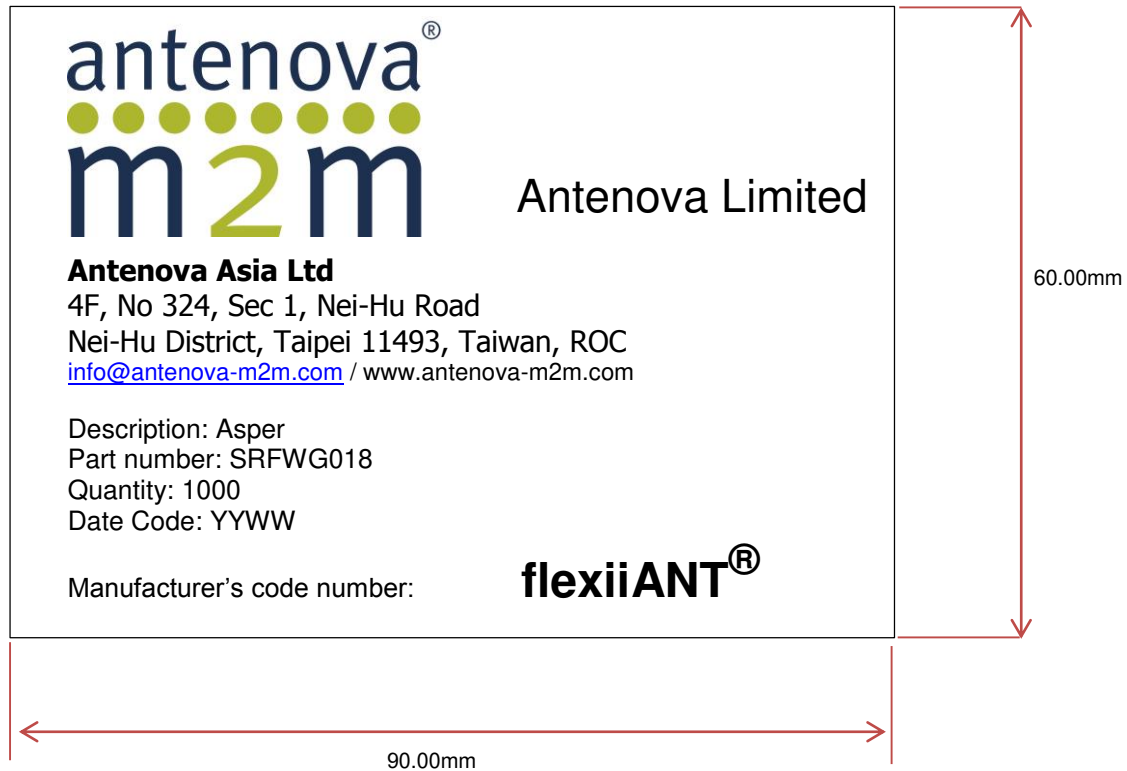 antenova®
m2m
Antenova Limited
Antenova Asia Ltd
4F, No 324, Sec 1, Nei-Hu Road
Nei-Hu District, Taipei 11493, Taiwan, ROC
info@antenova-m2m.com / www.antenova-m2m.com
Description: Asper
Part number: SRFWG018
Quantity: 1000
Date Code: YYWW
Manufacturer’s code number:
flexiiANT®
60.00mm
90.00mm